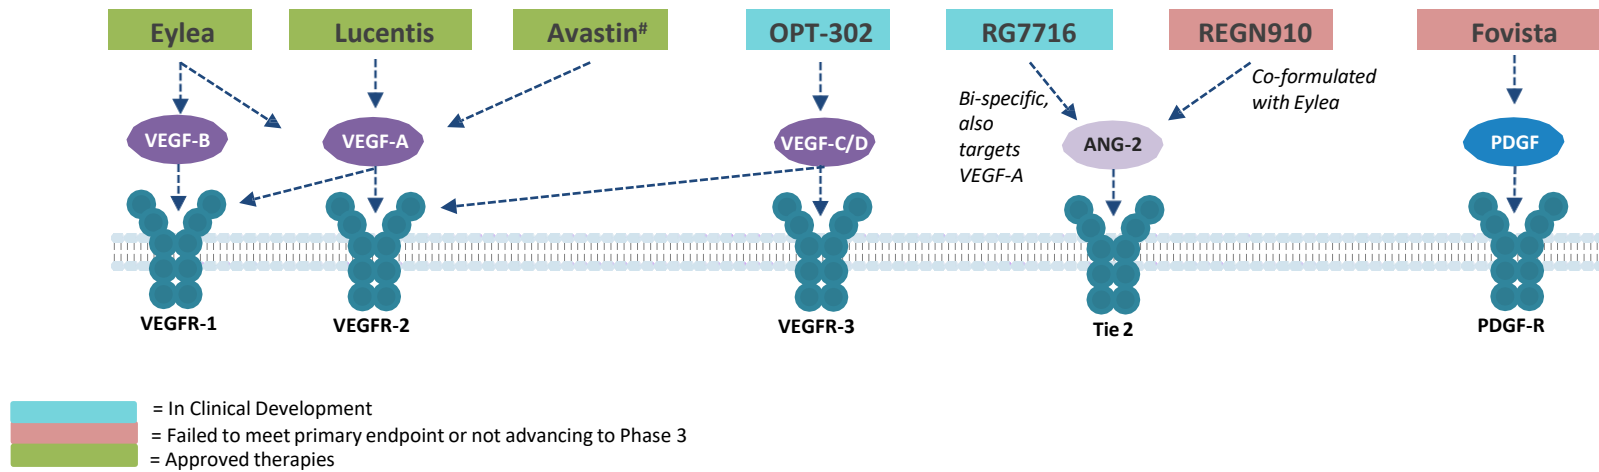 Eylea
Lucentis
Avastin#
OPT-302
RG7716
REGN910
Fovista
Bi-specific,
also
targets
VEGF-A
Co-formulated
with Eylea
VEGF-B
VEGF-A
VEGF-C/D
ANG-2
PDGF
VEGFR-1
VEGFR-2
VEGFR-3
Tie 2
PDGF-R
= In Clinical Development
= Failed to meet primary endpoint or not advancing to Phase 3
= Approved therapies